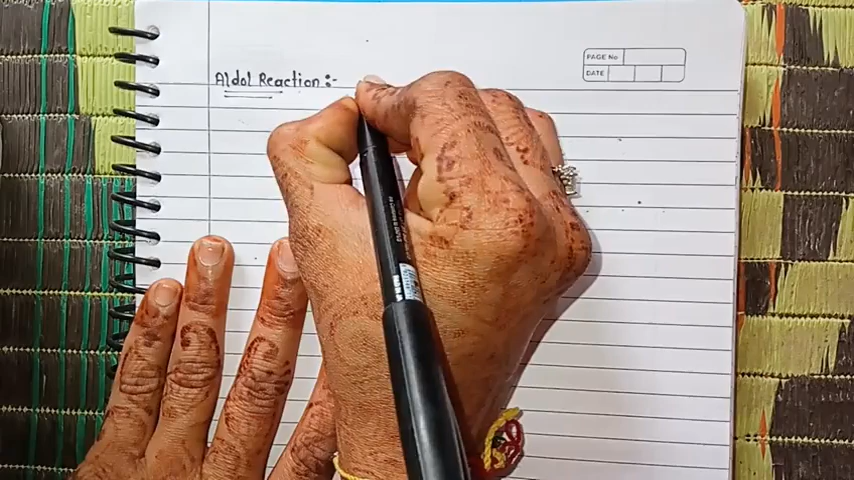 PAGE No
DATE
Aldol Reaction :-